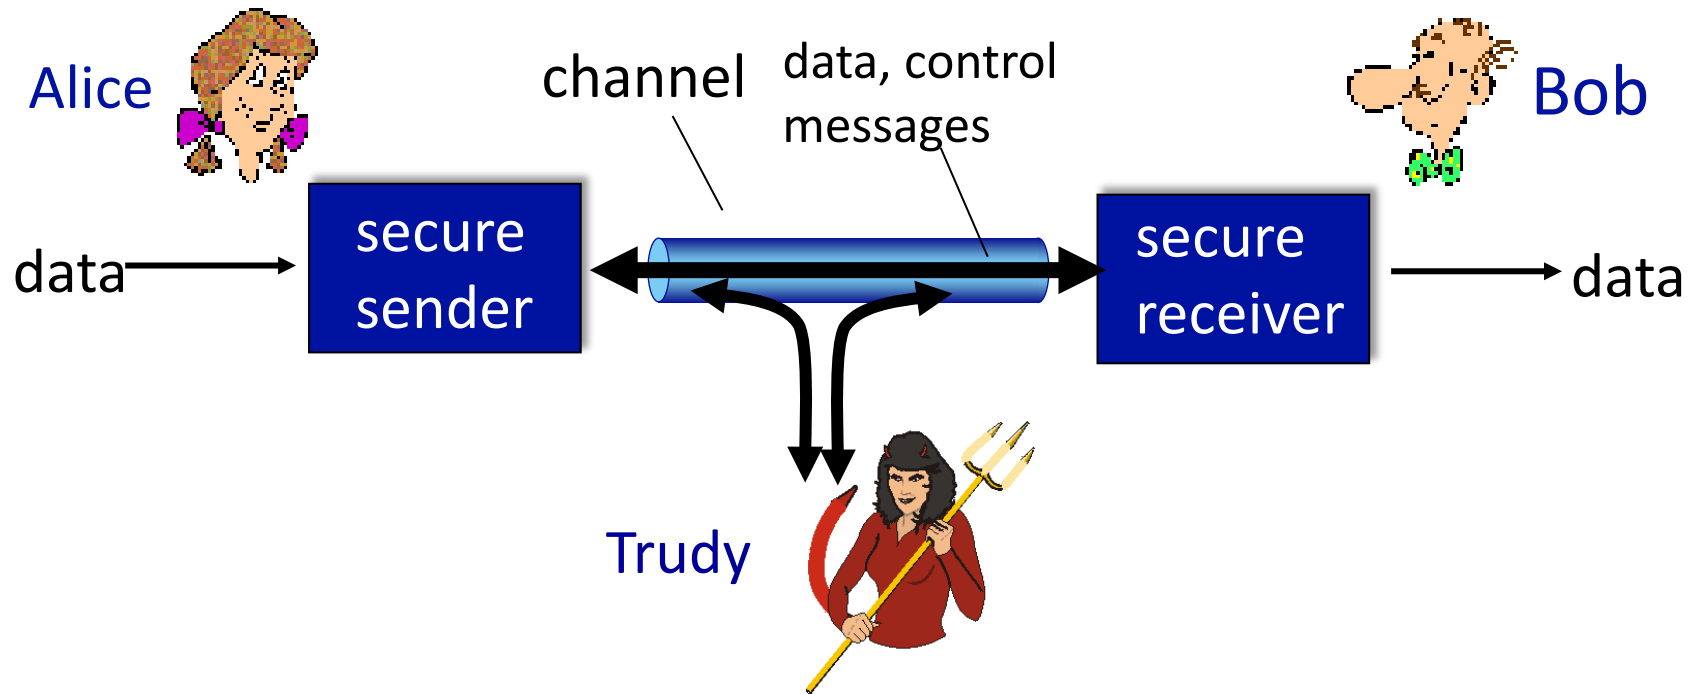 Alice
channel
data, control
messages
Bob
data
secure
sender
secure
receiver
data
Trudy